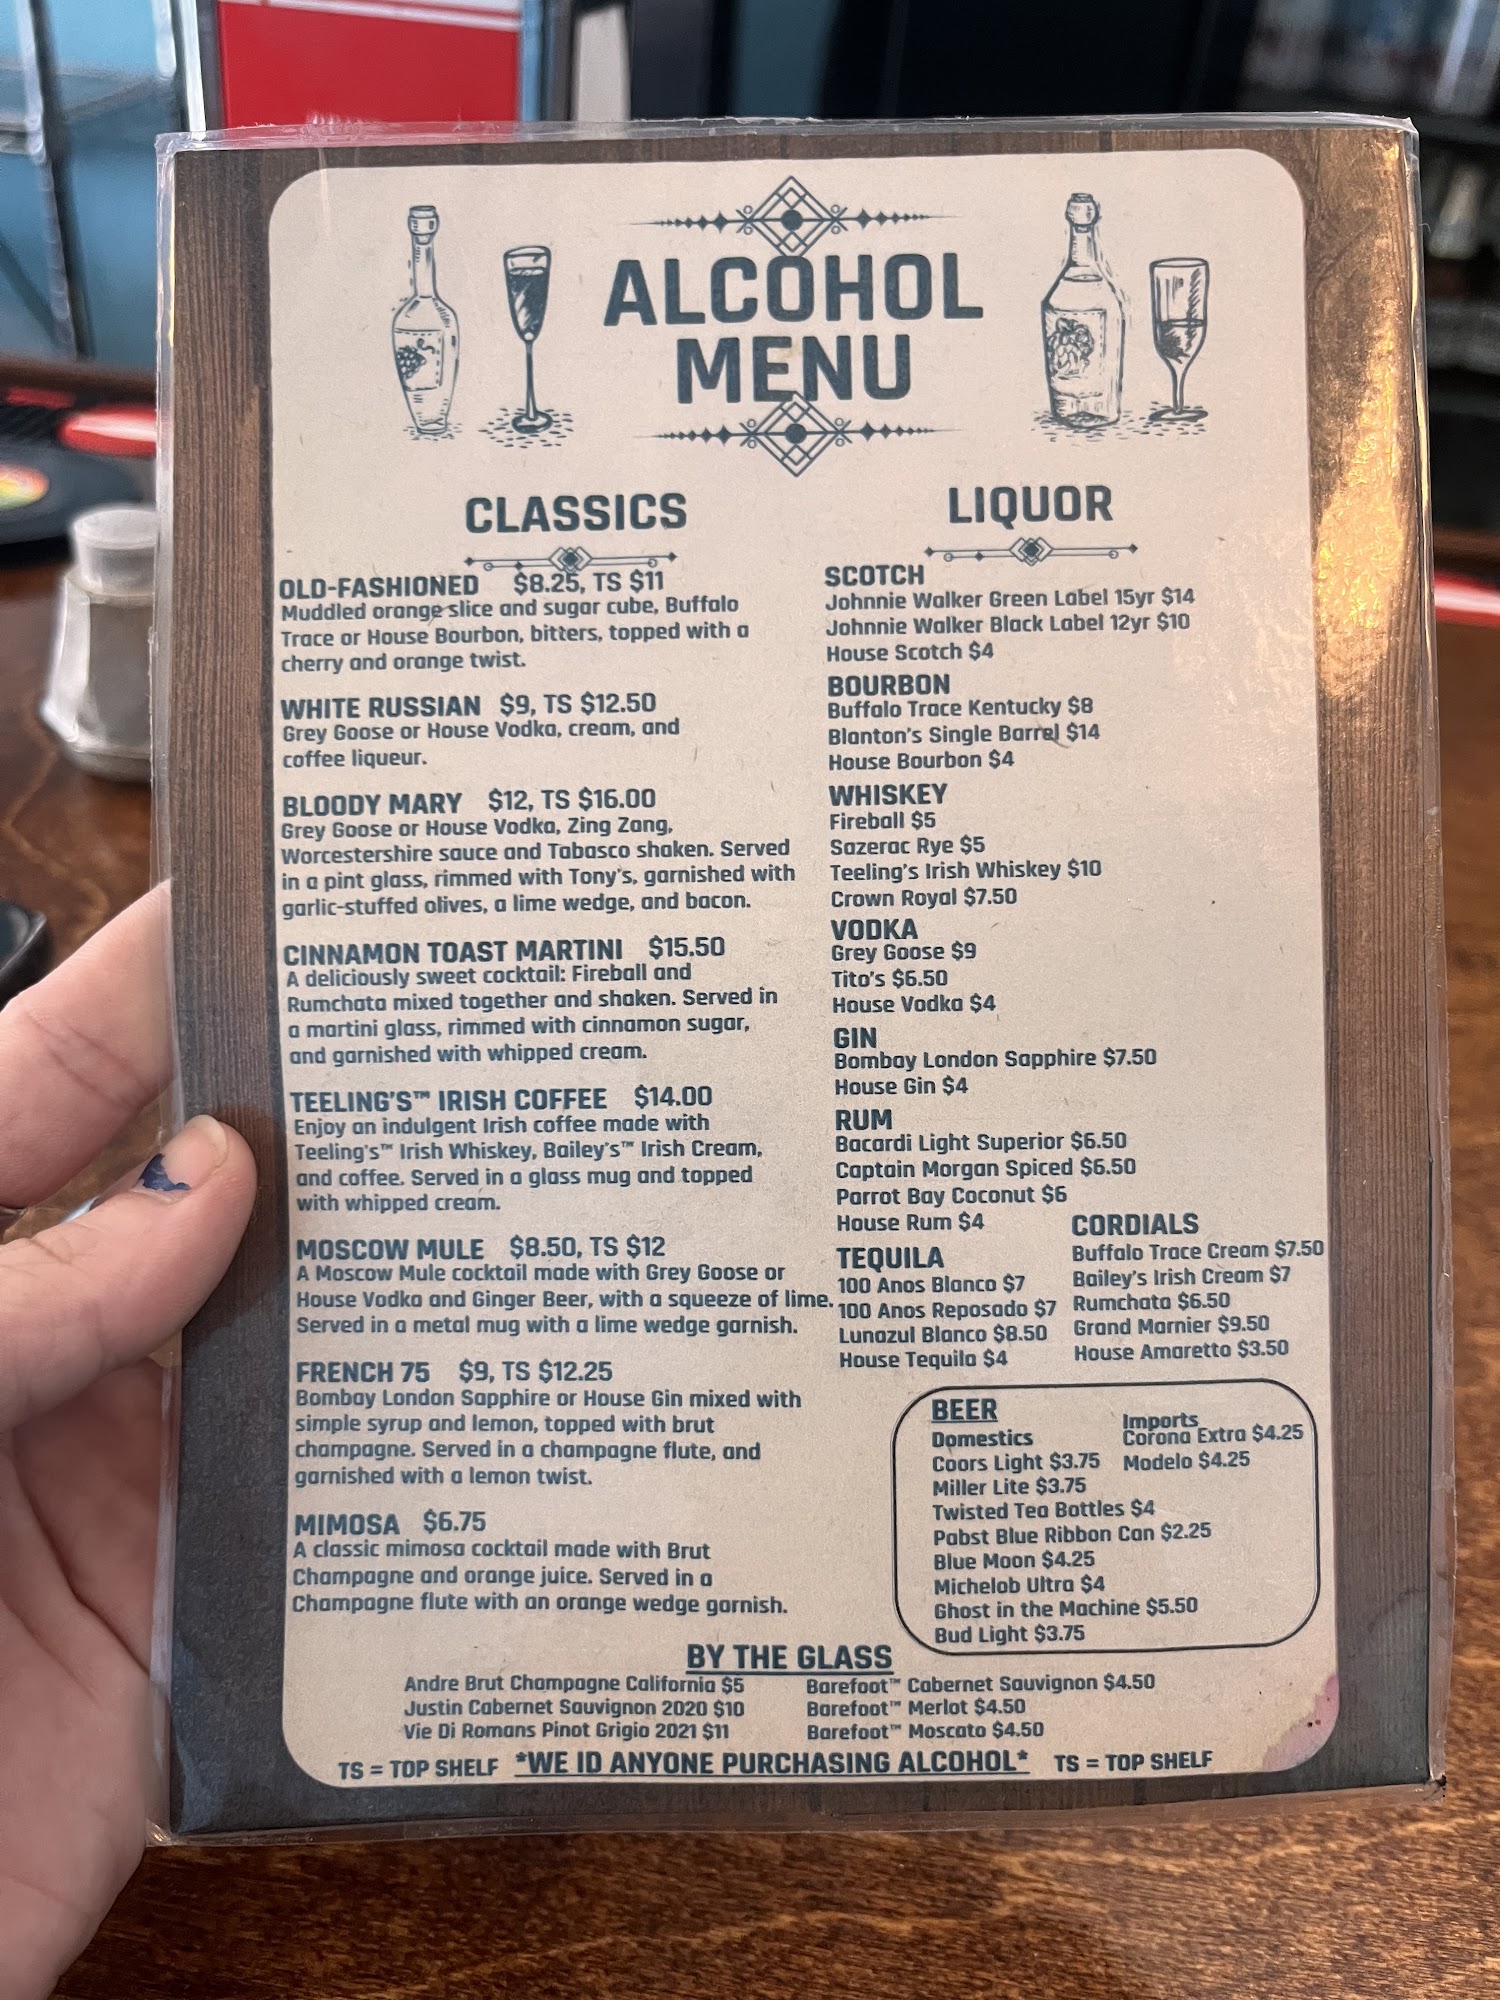 ALCOHOL
MENU
CLASSICS
OLD-FASHIONED $8.25, TS $11
Muddled orange slice and sugar cube, Buffalo
Trace or House Bourbon, bitters, topped with a
cherry and orange twist.
WHITE RUSSIAN $9, TS $12.50
Grey Goose or House Vodka, cream, and
coffee liqueur.
BLOODY MARY $12, TS $16.00
Grey Goose or House Vodka, Zing Zang,
Worcestershire sauce and Tabasco shaken. Served
in a pint glass, rimmed with Tony's, garnished with
garlic-stuffed olives, a lime wedge, and bacon.
CINNAMON TOAST MARTINI $15.50
A deliciously sweet cocktail: Fireball and
Rumchata mixed together and shaken. Served in
a martini glass, rimmed with cinnamon sugar,
and garnished with whipped cream.
TEELING'S™ IRISH COFFEE $14.00
Enjoy an indulgent Irish coffee made with
Teeling's™ Irish Whiskey, Bailey's™ Irish Cream,
and coffee. Served in a glass mug and topped
with whipped cream.
MOSCOW MULE $8.50, TS $12
A Moscow Mule cocktail made with Grey Goose or
House Vodka and Ginger Beer, with a squeeze of lime.
Served in a metal mug with a lime wedge garnish.
FRENCH 75 $9, TS $12.25
Bombay London Sapphire or House Gin mixed with
simple syrup and lemon, topped with brut
champagne. Served in a champagne flute, and
garnished with a lemon twist.
MIMOSA $6.75
A classic mimosa cocktail made with Brut
Champagne and orange juice. Served in a
Champagne flute with an orange wedge garnish.
LIQUOR
SCOTCH
Johnnie Walker Green Label 15yr $14
Johnnie Walker Black Label 12yr $10
House Scotch $4
BOURBON
Buffalo Trace Kentucky $8
Blanton's Single Barrel $14
House Bourbon $4
WHISKEY
Fireball $5
Sazerac Rye $5
Teeling's Irish Whiskey $10
Crown Royal $7.50
VODKA
Grey Goose $9
Tito's $6.50
House Vodka $4
GIN
Bombay London Sapphire $7.50
House Gin $4
RUM
Bacardi Light Superior $6.50
Captain Morgan Spiced $6.50
Parrot Bay Coconut $6
House Rum $4
TEQUILA
100 Anos Blanco $7
100 Anos Reposado $7
Lunazul Blanco $8.50
House Tequila $4
CORDIALS
Buffalo Trace Cream $7.50
Bailey's Irish Cream $7
Rumchata $6.50
Grand Marnier $9.50
House Amaretto $3.50
BEER
Domestics
Coors Light $3.75
Miller Lite $3.75
Twisted Tea Bottles $4
Pabst Blue Ribbon Can $2.25
Blue Moon $4.25
Michelob Ultra $4
Ghost in the Machine $5.50
Bud Light $3.75
Imports
Corona Extra $4.25
Modelo $4.25
BY THE GLASS
Andre Brut Champagne California $5
Justin Cabernet Sauvignon 2020 $10
Vie Di Romans Pinot Grigio 2021 $11
Barefoot™ Cabernet Sauvignon $4.50
Barefoot™ Merlot $4.50
Barefoot™ Moscato $4.50
TS = TOP SHELF *WE ID ANYONE PURCHASING ALCOHOL* TS = TOP SHELF